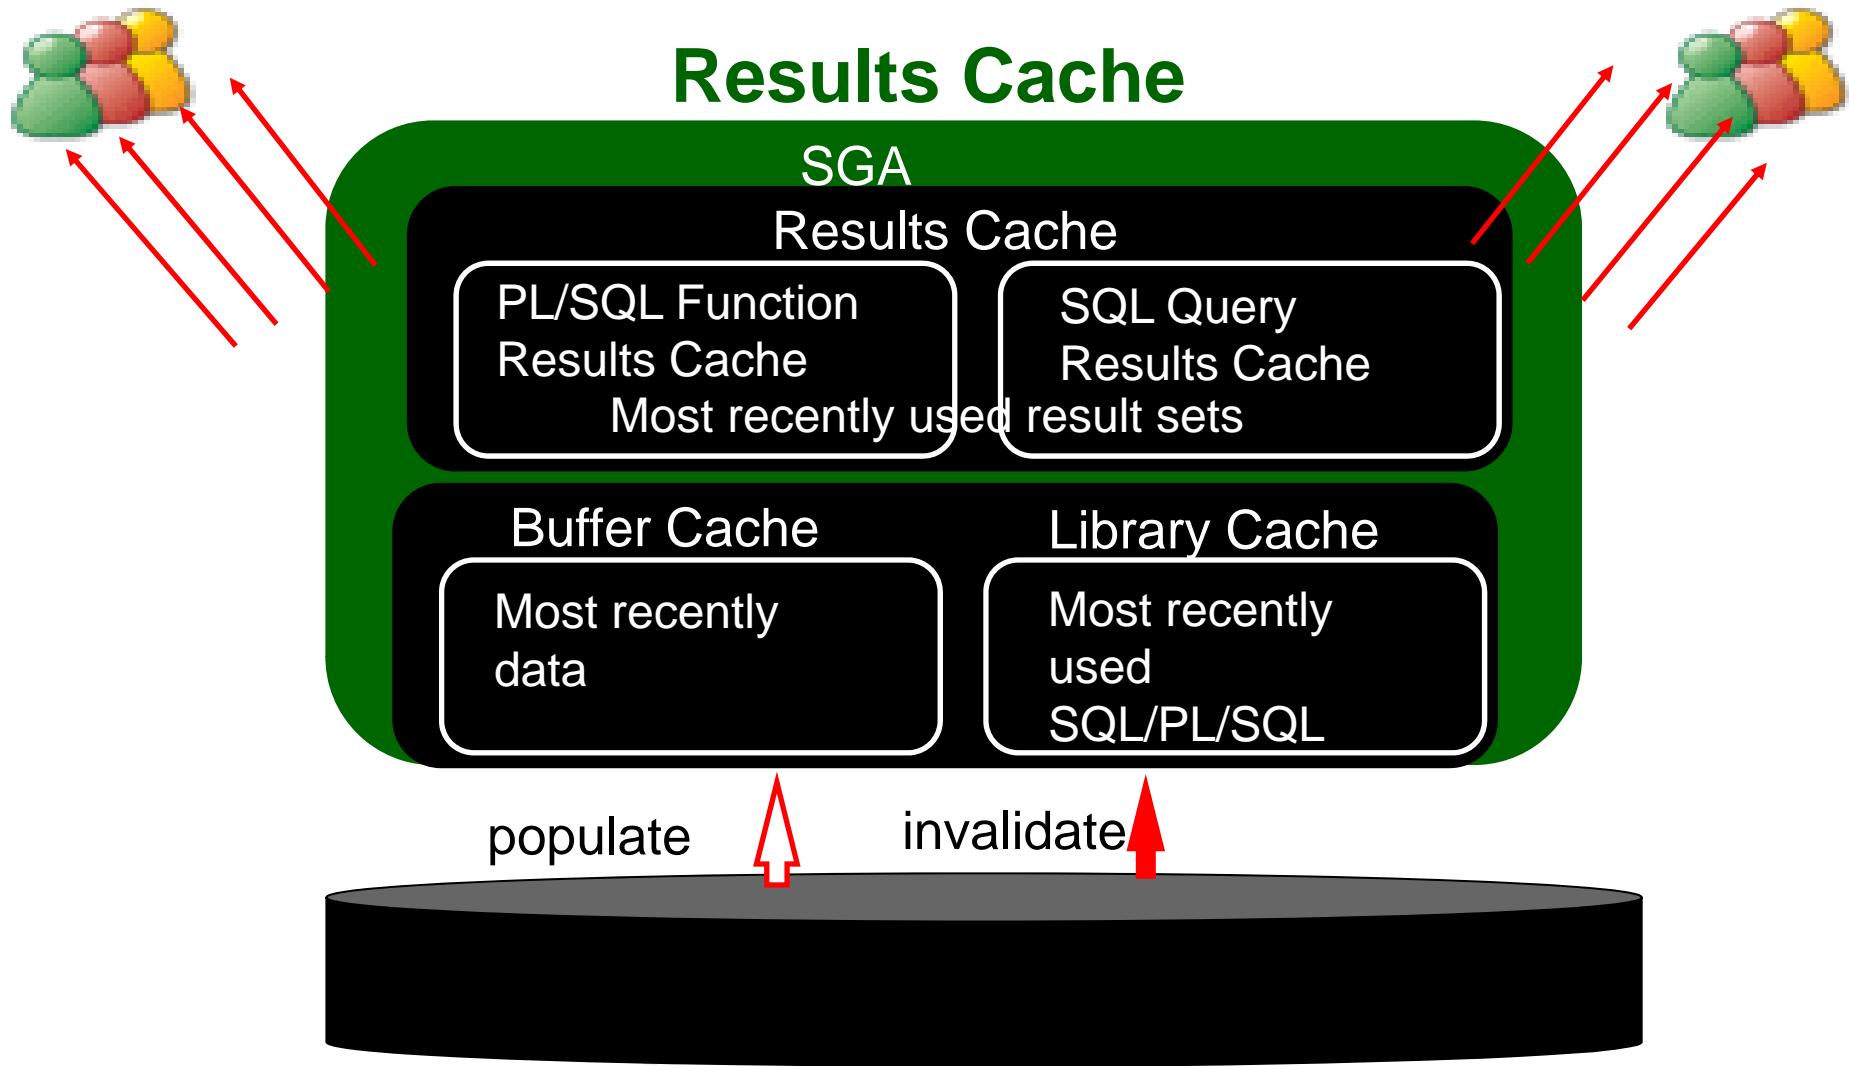 Results Cache
SGA
Results Cache
PL/SQL Function
Results Cache
SQL Query
Results Cache
Most recently used result sets
Buffer Cache
Most recently
data
Library Cache
Most recently
used
SQL/PL/SQL
populate
invalidate